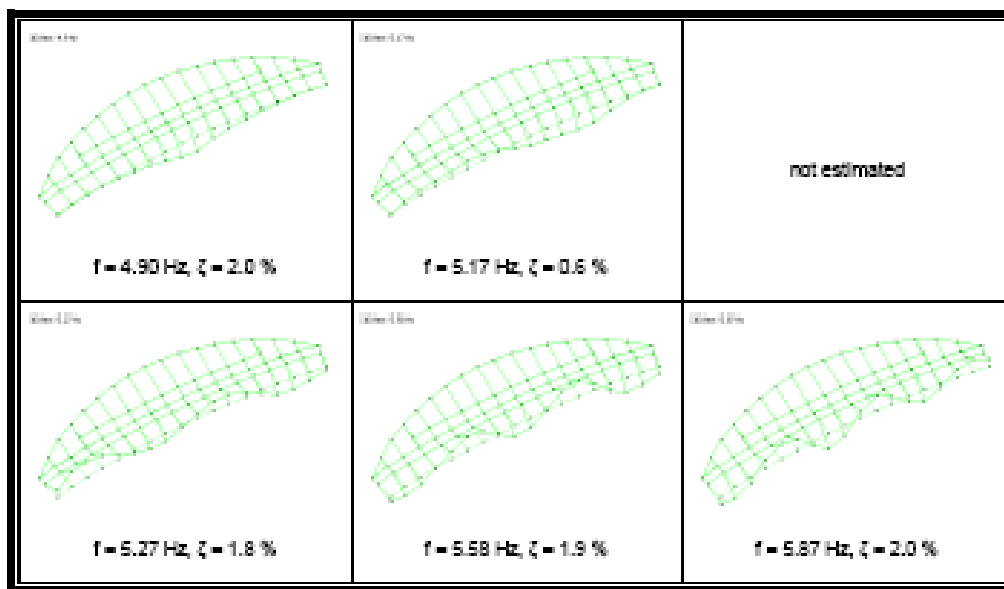 not estimated
f = 4.90 Hz, ζ = 2.0 %
f = 5.17 Hz, ζ = 0.6 %
f = 5.27 Hz, ζ = 1.8 %
f = 5.58 Hz, ζ = 1.9 %
f = 5.87 Hz, ζ = 2.0 %